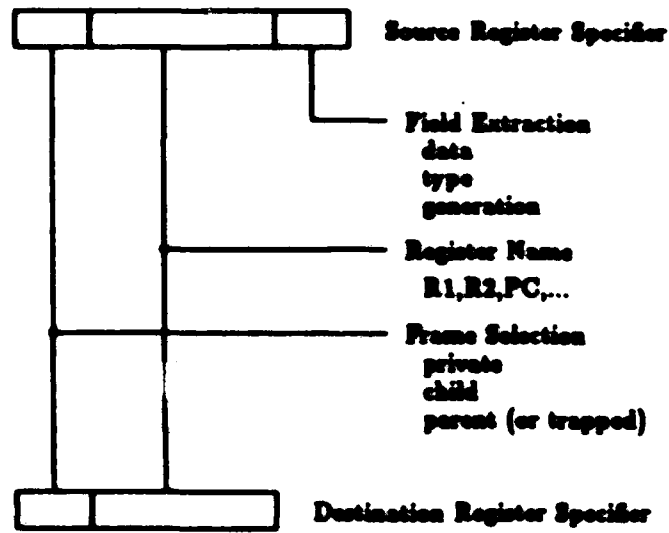 Source Register Specifier
Field Extraction
data
type
generation
Register Name
R1,R2,PC,...
Frame Selection
private
child
parent (or trapped)
Destination Register Specifier